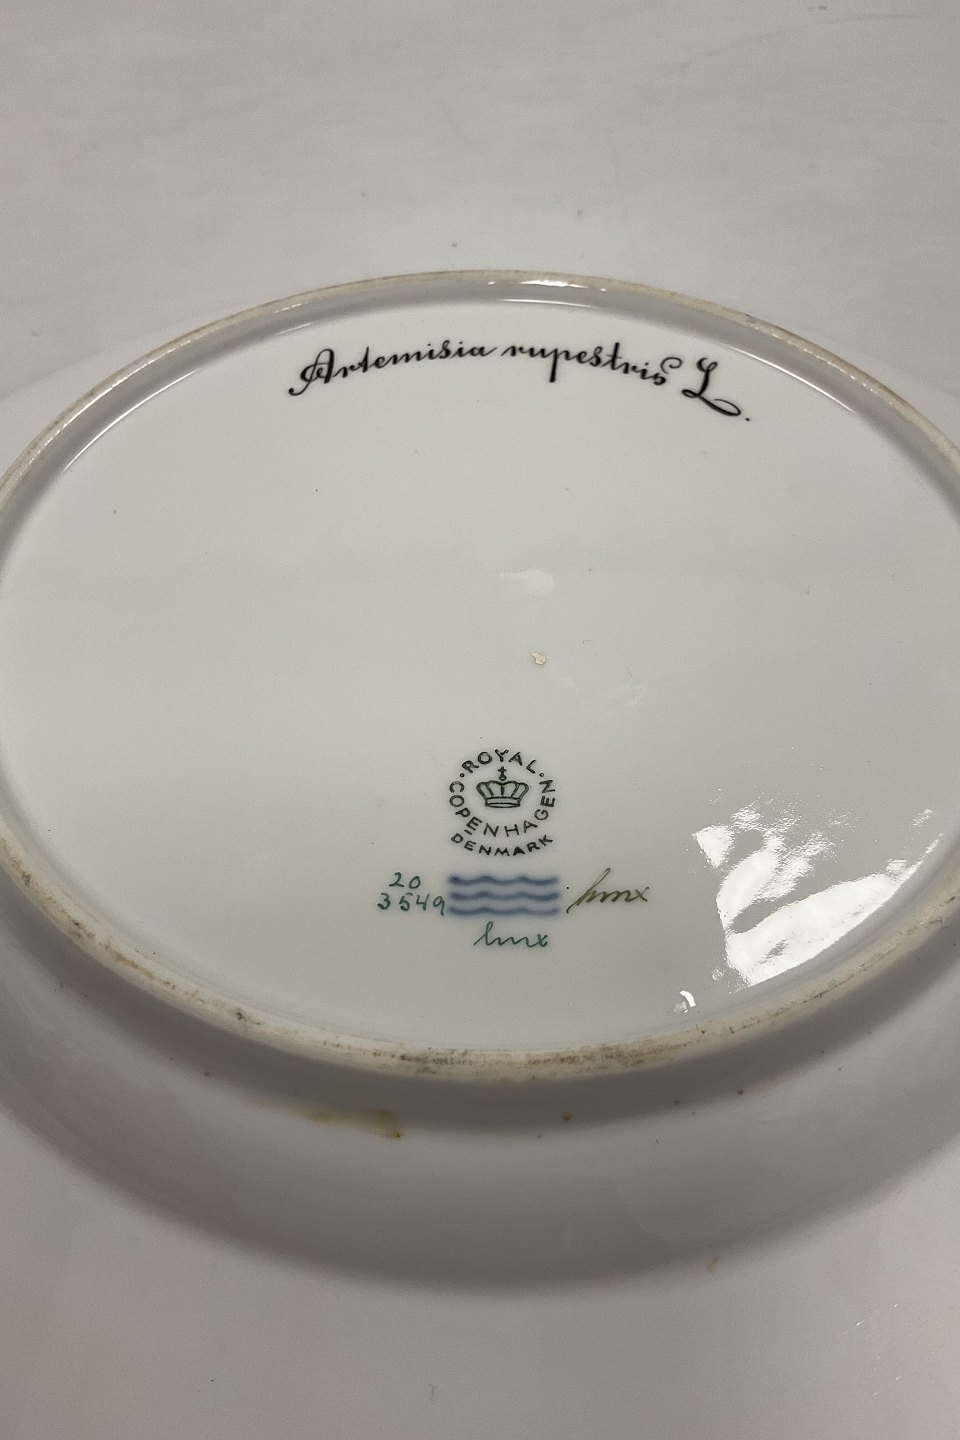 Artemisia rupestris L.
ROYAL
COPENHAGEN
DENMARK
20
3549